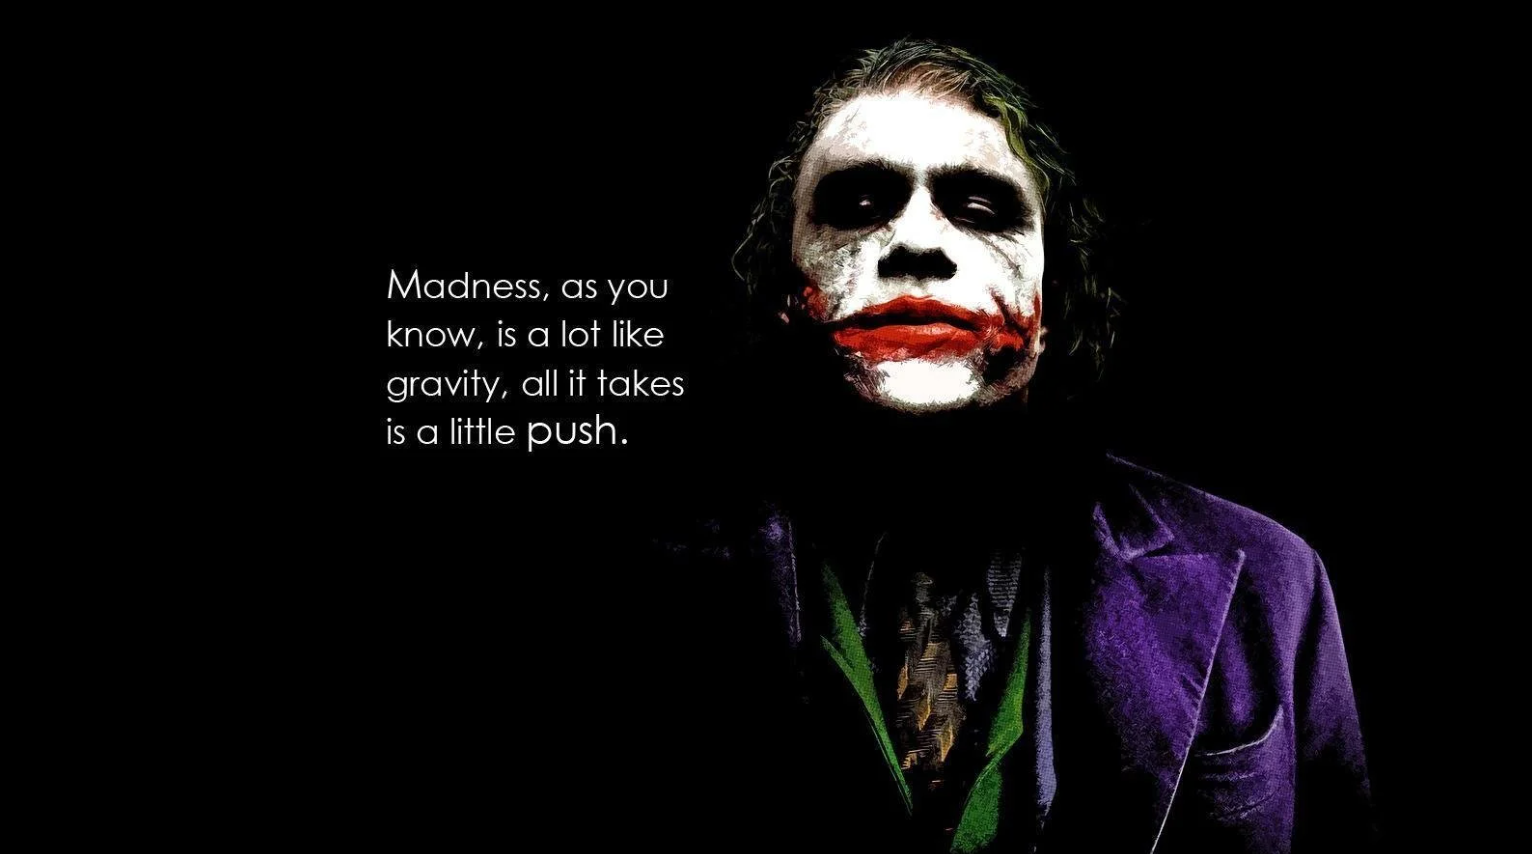 Madness, as you
know, is a lot like
gravity, all it takes
is a little push.